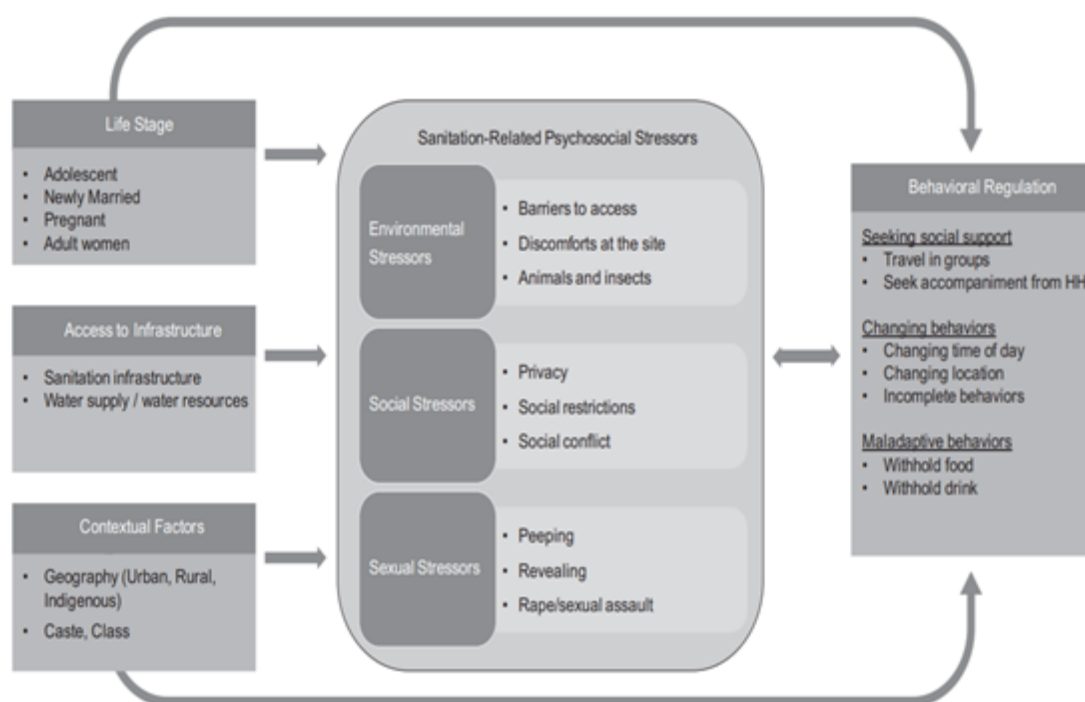 Life Stage
Adolescent
Newly Married
Pregnant
Adult women
Access to Infrastructure
Sanitation infrastructure
Water supply / water resources
Contextual Factors
Geography (Urban, Rural,
Indigenous)
Caste, Class
Sanitation-Related Psychosocial Stressors
Environmental
Stressors
Barriers to access
Discomforts at the site
Animals and insects
Social Stressors
Privacy
Social restrictions
Social conflict
Sexual Stressors
Peeping
Revealing
Rape/sexual assault
Behavioral Regulation
Seeking social support
Travel in groups
Seek accompaniment from HH
Changing behaviors
Changing time of day
Changing location
Incomplete behaviors
Maladaptive behaviors
Withhold food
Withhold drink